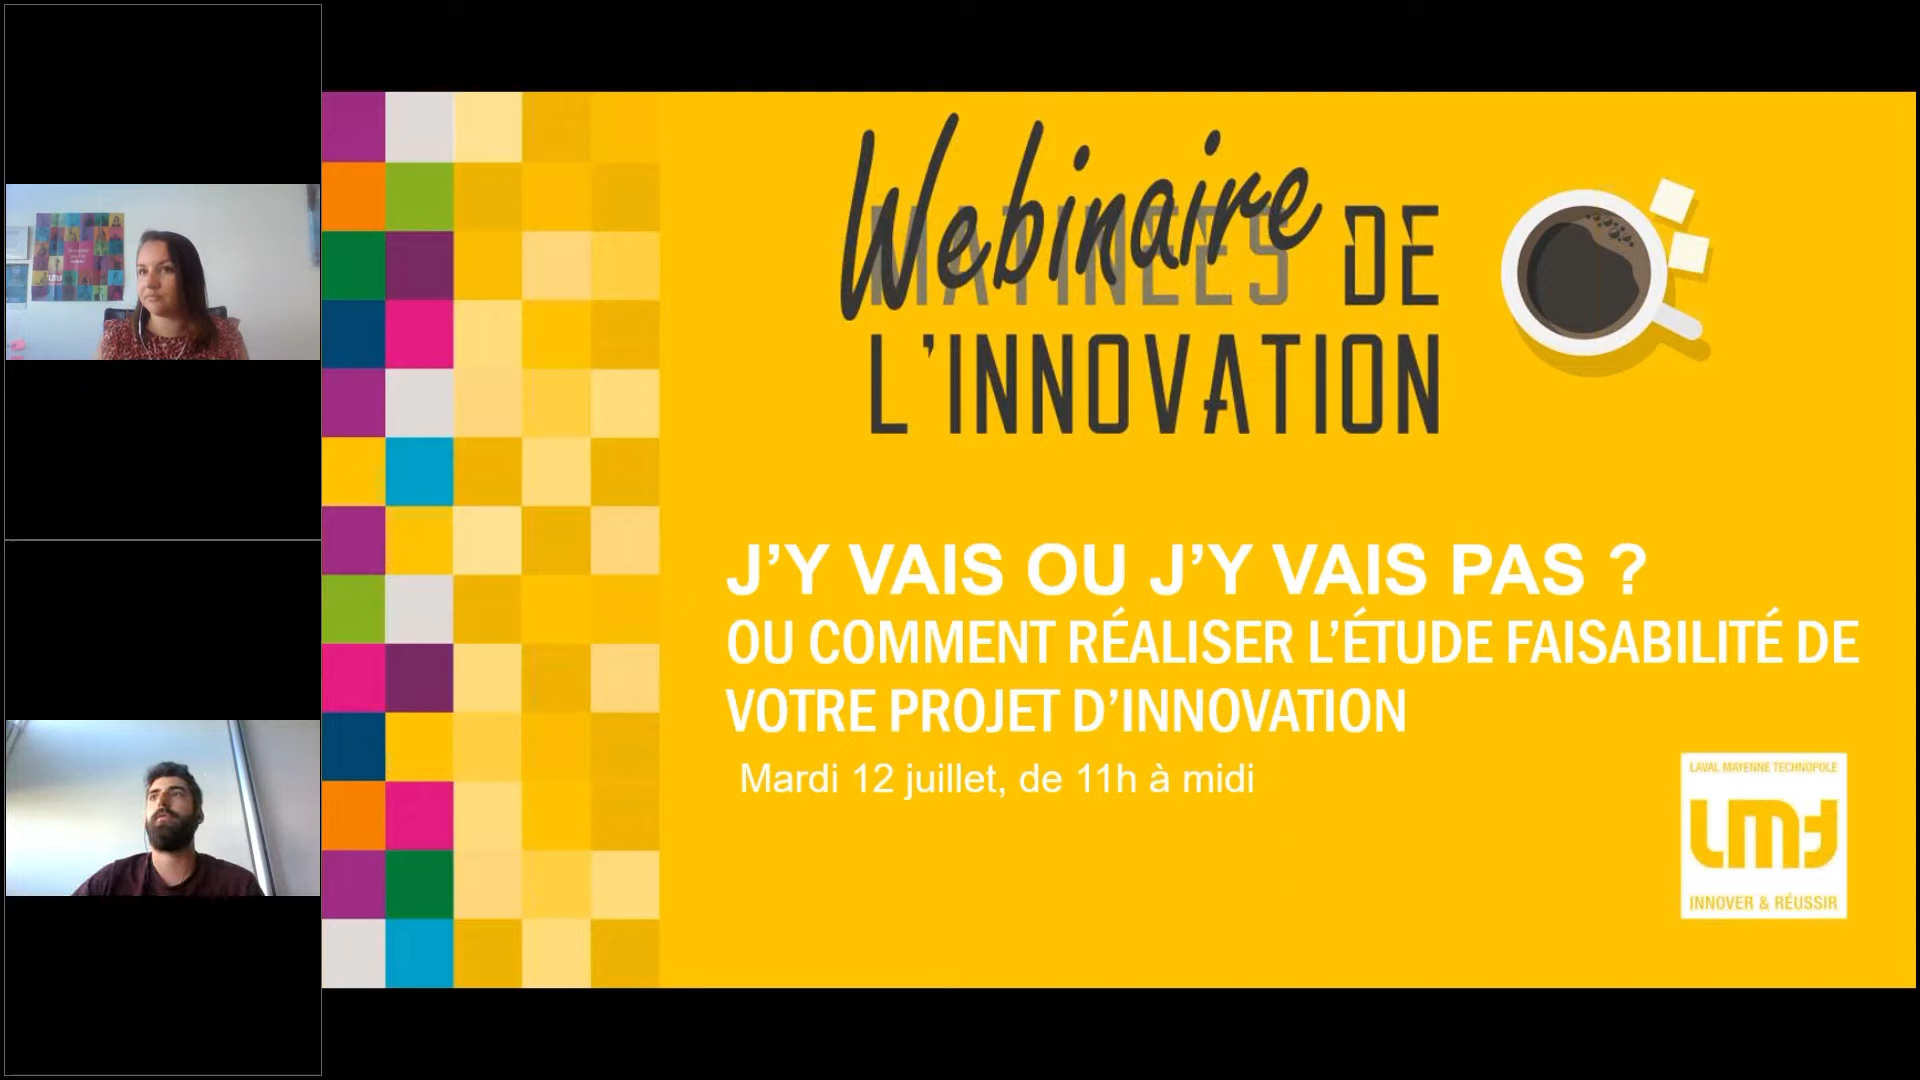 Webinaire
MATINÉES DE
L'INNOVATION
J'Y VAIS OU J'Y VAIS PAS ?
OU COMMENT RÉALISER L'ÉTUDE FAISABILITÉ DE
VOTRE PROJET D'INNOVATION
Mardi 12 juillet, de 11h à midi
LAVAL MAYENNE TECHNOPOLE
lmt
INNOVER & RÉUSSIR